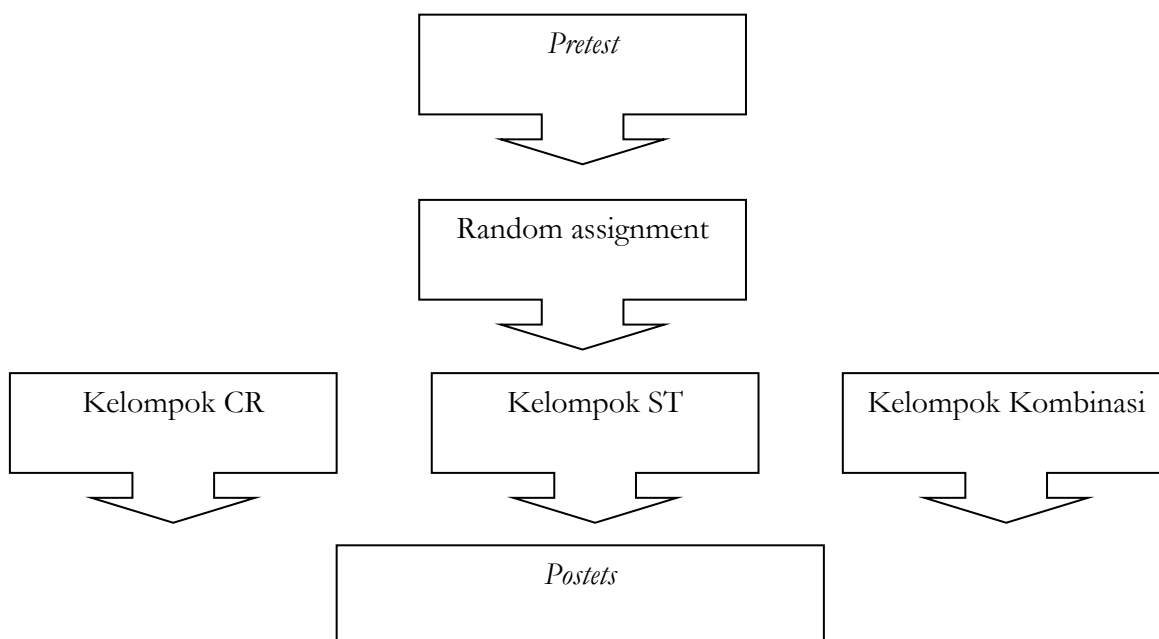 Pretest
Random assignment
Kelompok CR
Kelompok ST
Kelompok Kombinasi
Postets